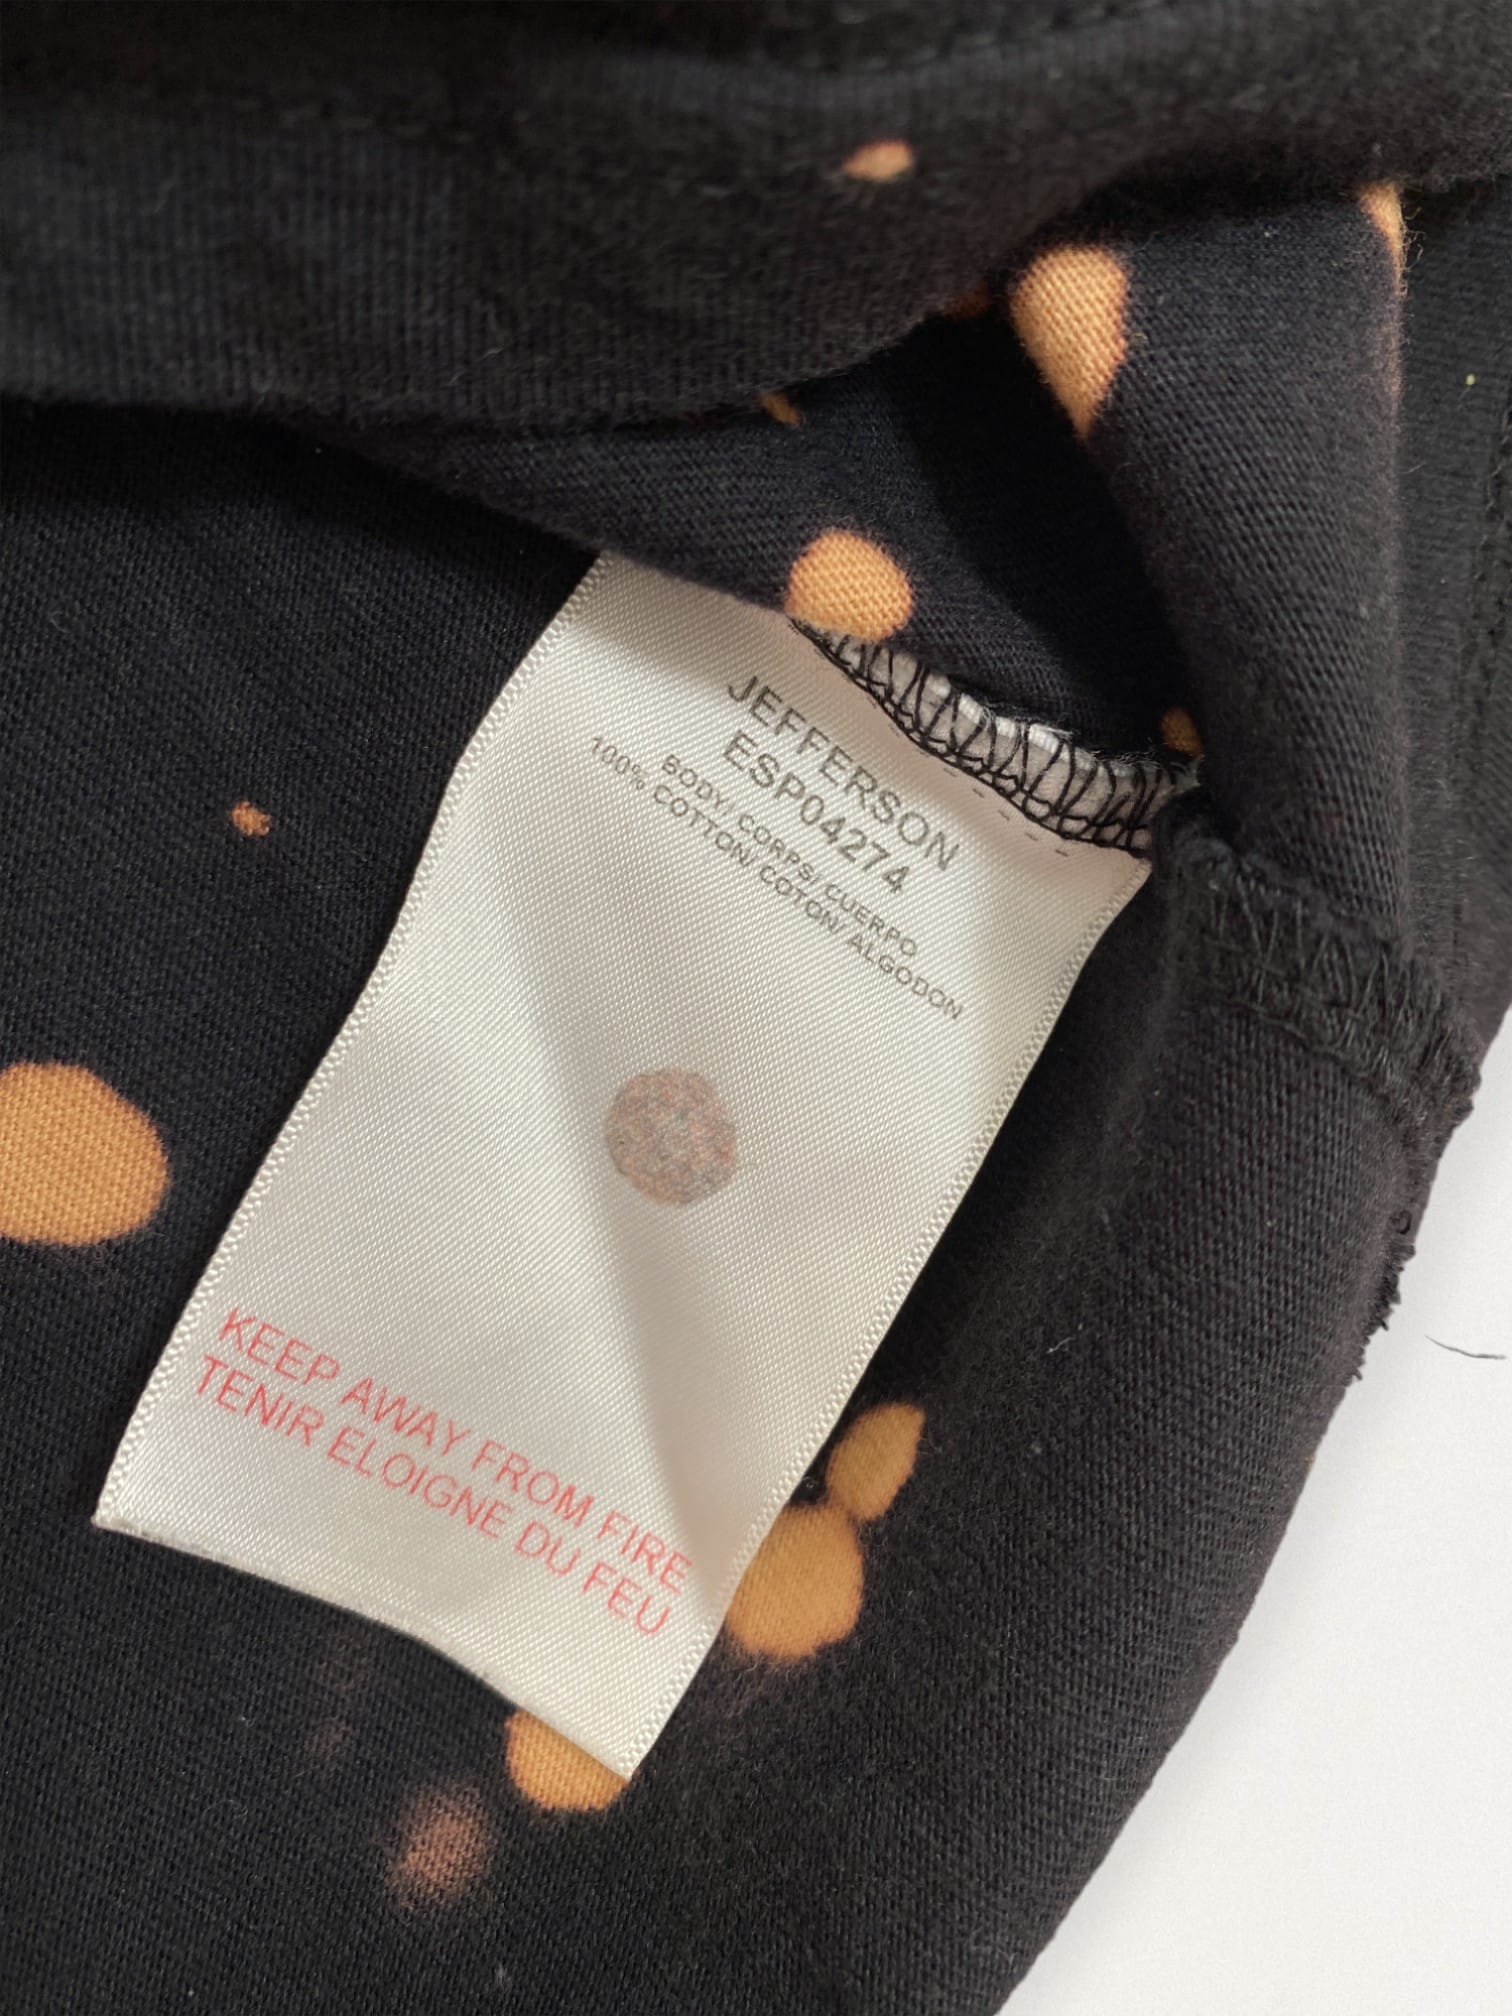 JEFFERSON
ESP04274
BODY/ CORPS/ CUERPO
100% COTTON/ COTON/ ALGODON
KEEP AWAY FROM FIRE
TENIR ELOIGNE DU FEU